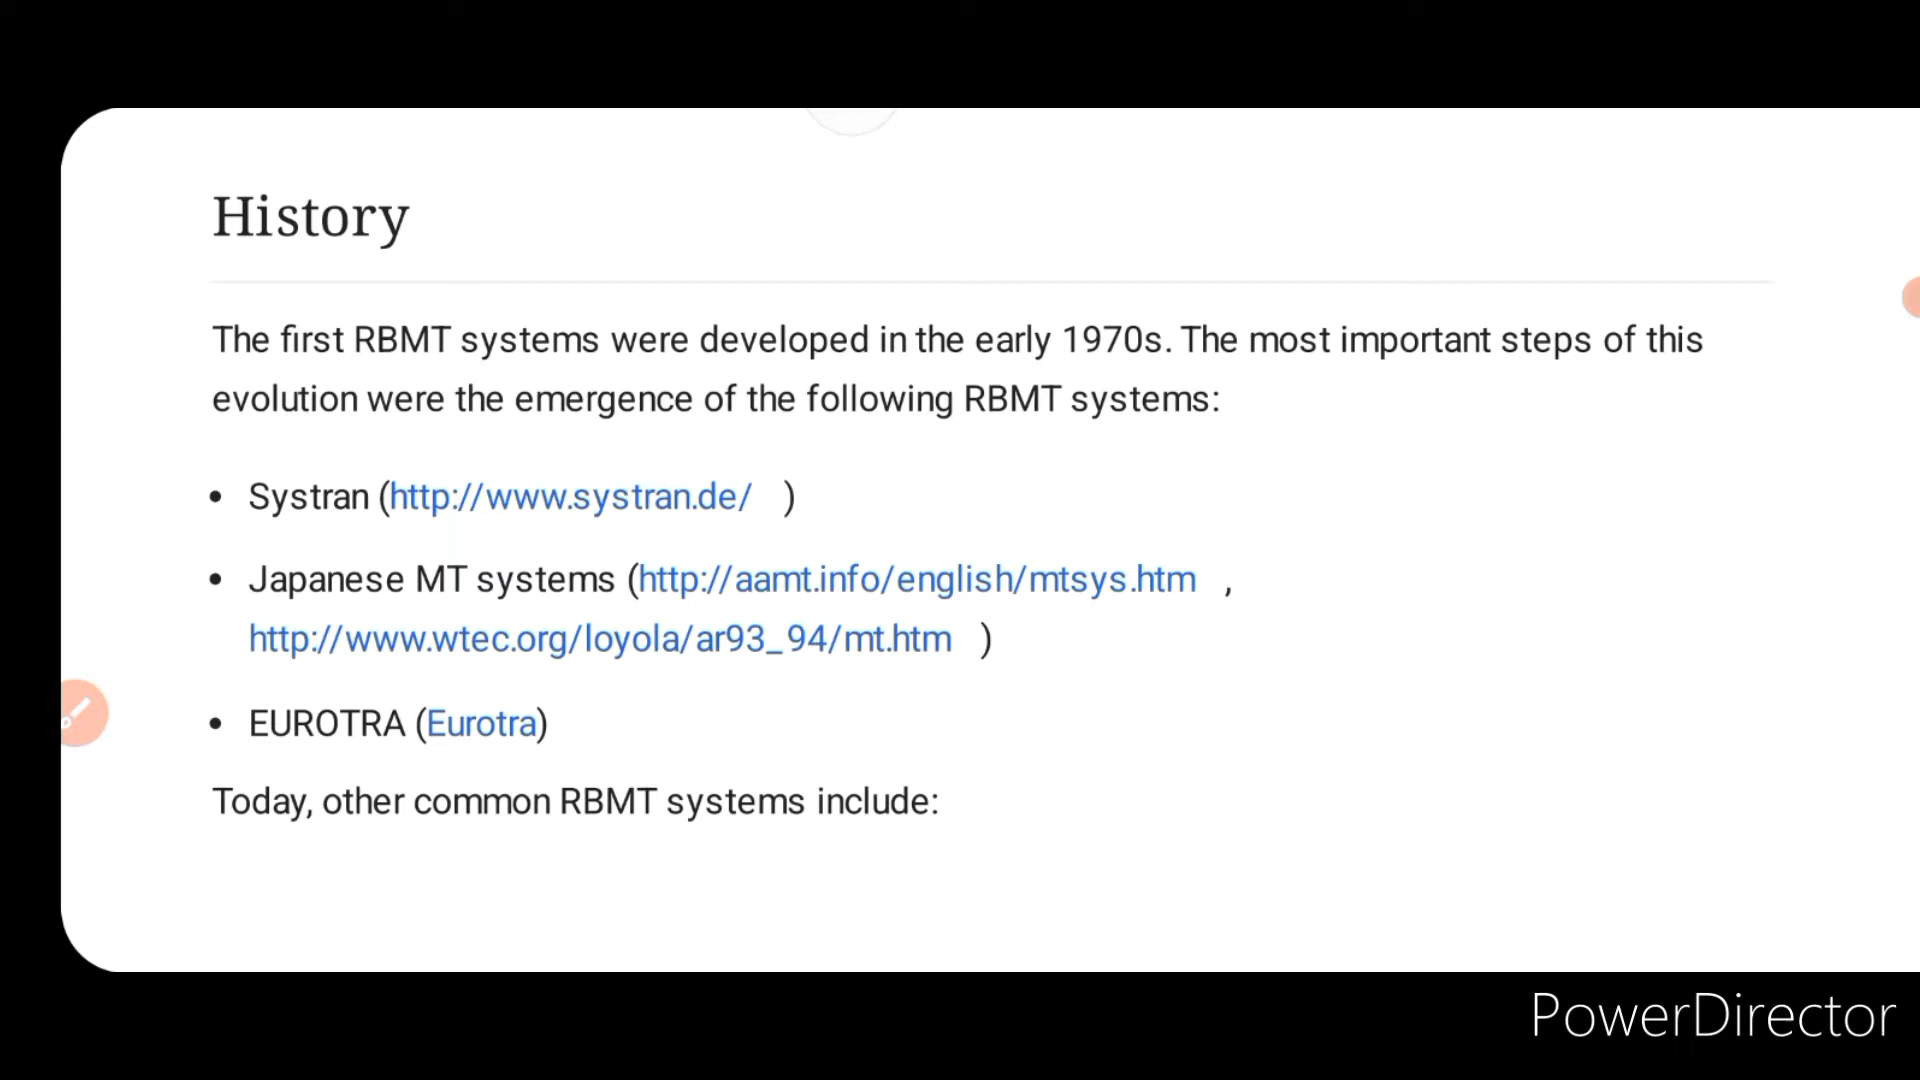 History
The first RBMT systems were developed in the early 1970s. The most important steps of this
evolution were the emergence of the following RBMT systems:
• Systran (http://www.systran.de/ )
• Japanese MT systems (http://aamt.info/english/mtsys.htm ,
http://www.wtec.org/loyola/ar93_94/mt.htm )
• EUROTRA (Eurotra)
Today, other common RBMT systems include:
PowerDirector